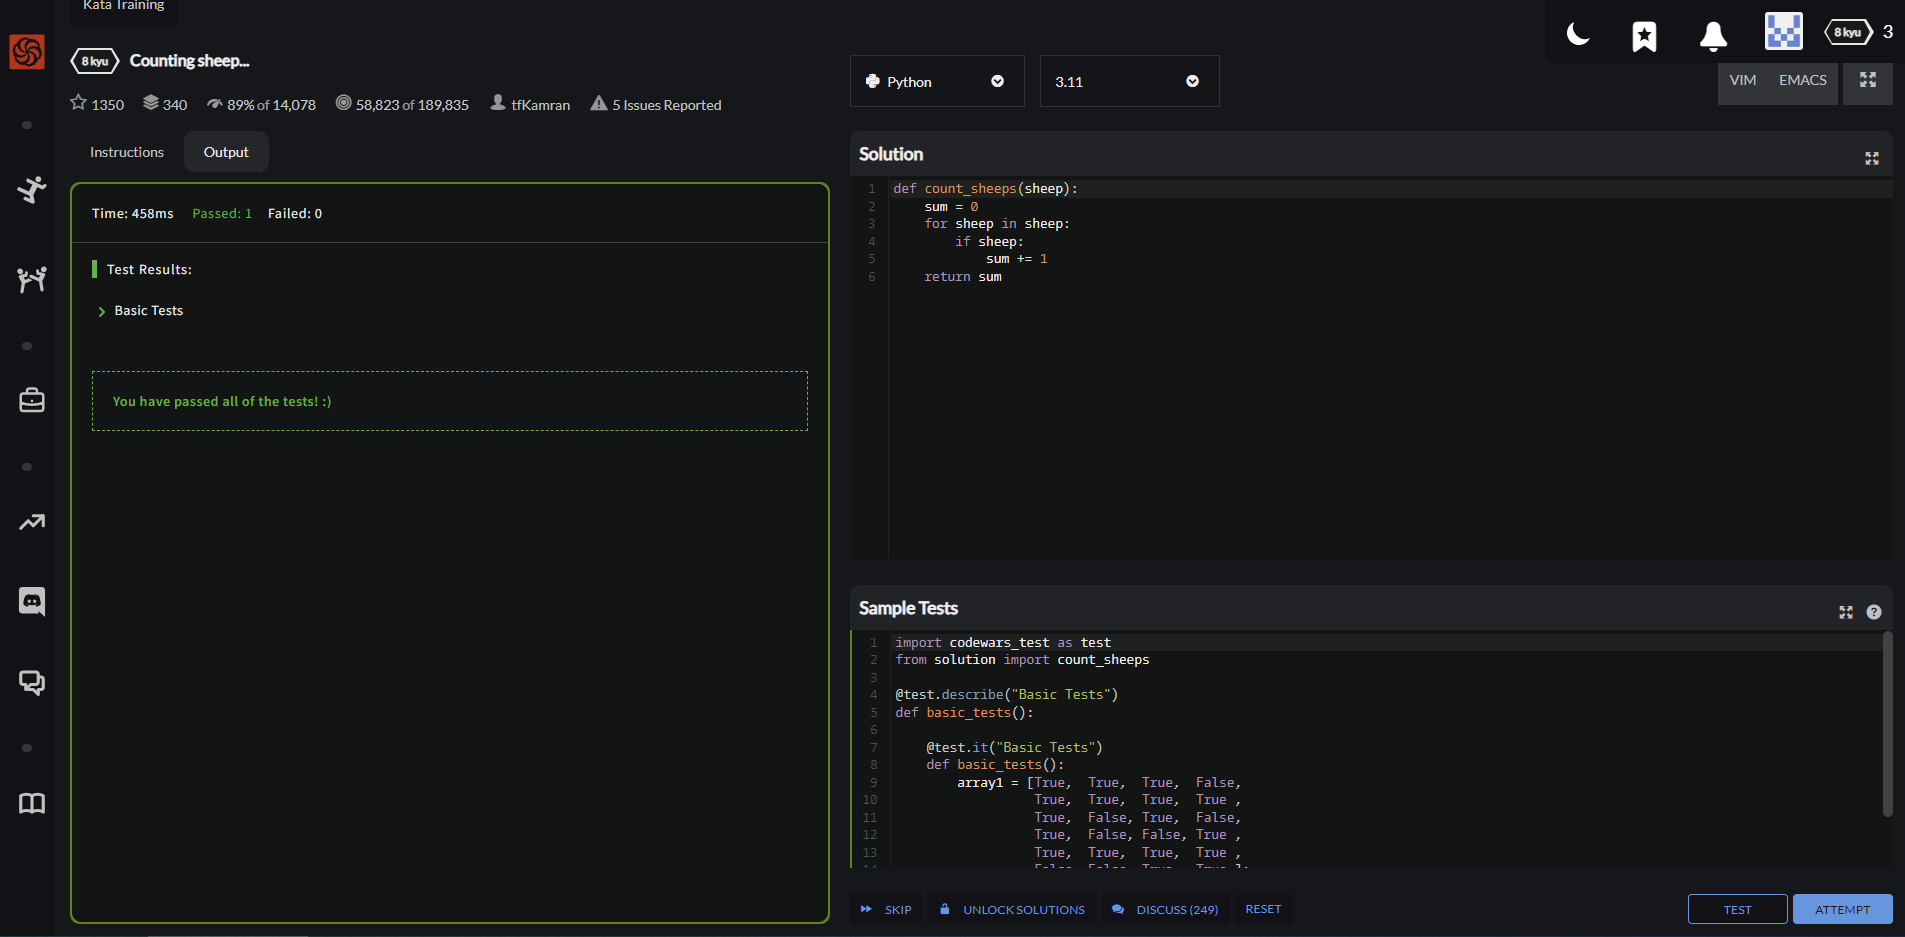 Kata Training
8 kyu Counting sheep...
1350 340 89% of 14,078 58,823 of 189,835 tfKamran 5 Issues Reported
Instructions Output
Time: 458ms Passed: 1 Failed: 0
Test Results:
Basic Tests
You have passed all of the tests! :)
8 kyu 3
Python 3.11
VIM EMACS
Solution
1 def count_sheeps(sheep):
2     sum = 0
3     for sheep in sheep:
4         if sheep:
5             sum += 1
6     return sum
Sample Tests
1 import codewars_test as test
2 from solution import count_sheeps
3
4 @test.describe("Basic Tests")
5 def basic_tests():
6
7     @test.it("Basic Tests")
8     def basic_tests():
9         array1 = [True,  True,  True,  False,
10                   True,  True,  True,  True ,
11                   True,  False, True,  False,
12                   True,  False, False, True ,
13                   True,  True,  True,  True ,
14                   False, False, True,  True ];
SKIP UNLOCK SOLUTIONS DISCUSS (249) RESET TEST ATTEMPT